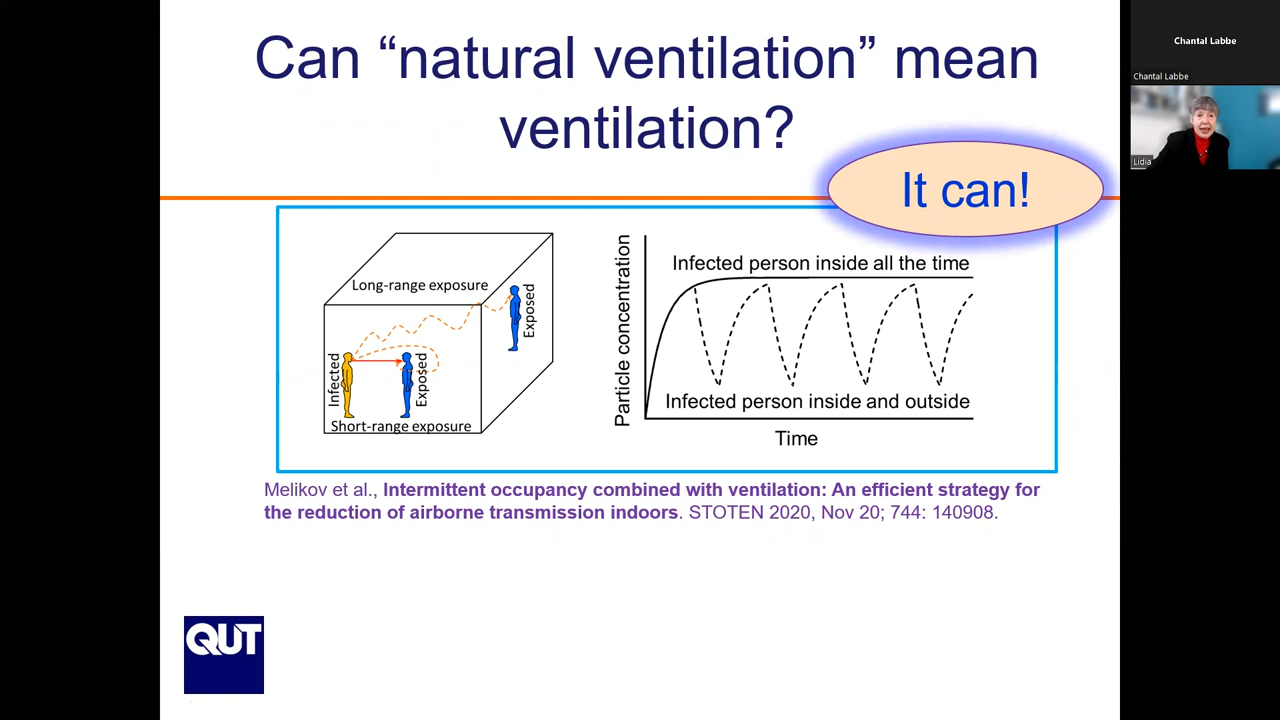 Can “natural ventilation” mean
ventilation?
It can!
Long-range exposure
Exposed
Infected
Exposed
Short-range exposure
Particle concentration
Infected person inside all the time
Infected person inside and outside
Time
Melikov et al., Intermittent occupancy combined with ventilation: An efficient strategy for
the reduction of airborne transmission indoors. STOTEN 2020, Nov 20; 744: 140908.
QUT
Chantal Labbe
Chantal Labbe
Lidia